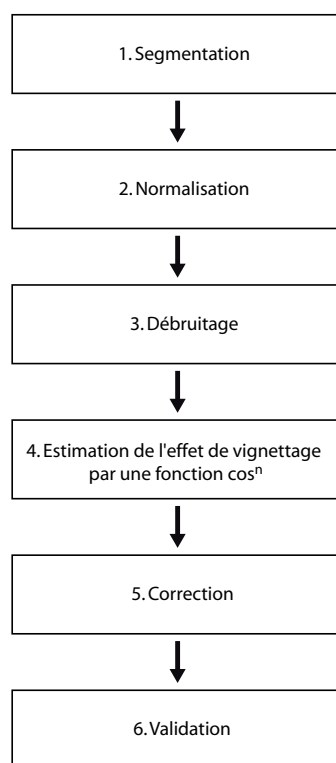 1. Segmentation
2. Normalisation
3. Débruitage
4. Estimation de l'effet de vignettage
par une fonction cosⁿ
5. Correction
6. Validation